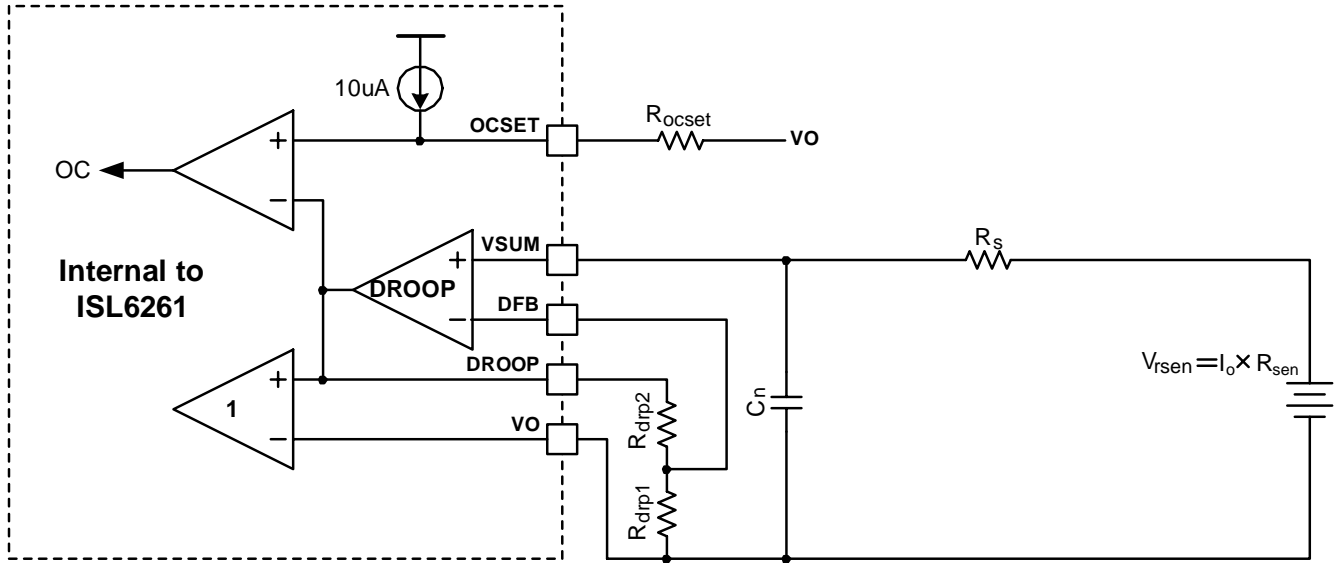 10uA
OCSET
Rocset
VO
OC
VSUM
Rs
Internal to
ISL6261
DROOP
DFB
DROOP
Vrsen=Io× Rsen
1
VO
Rdrp2
Cn
Rdrp1